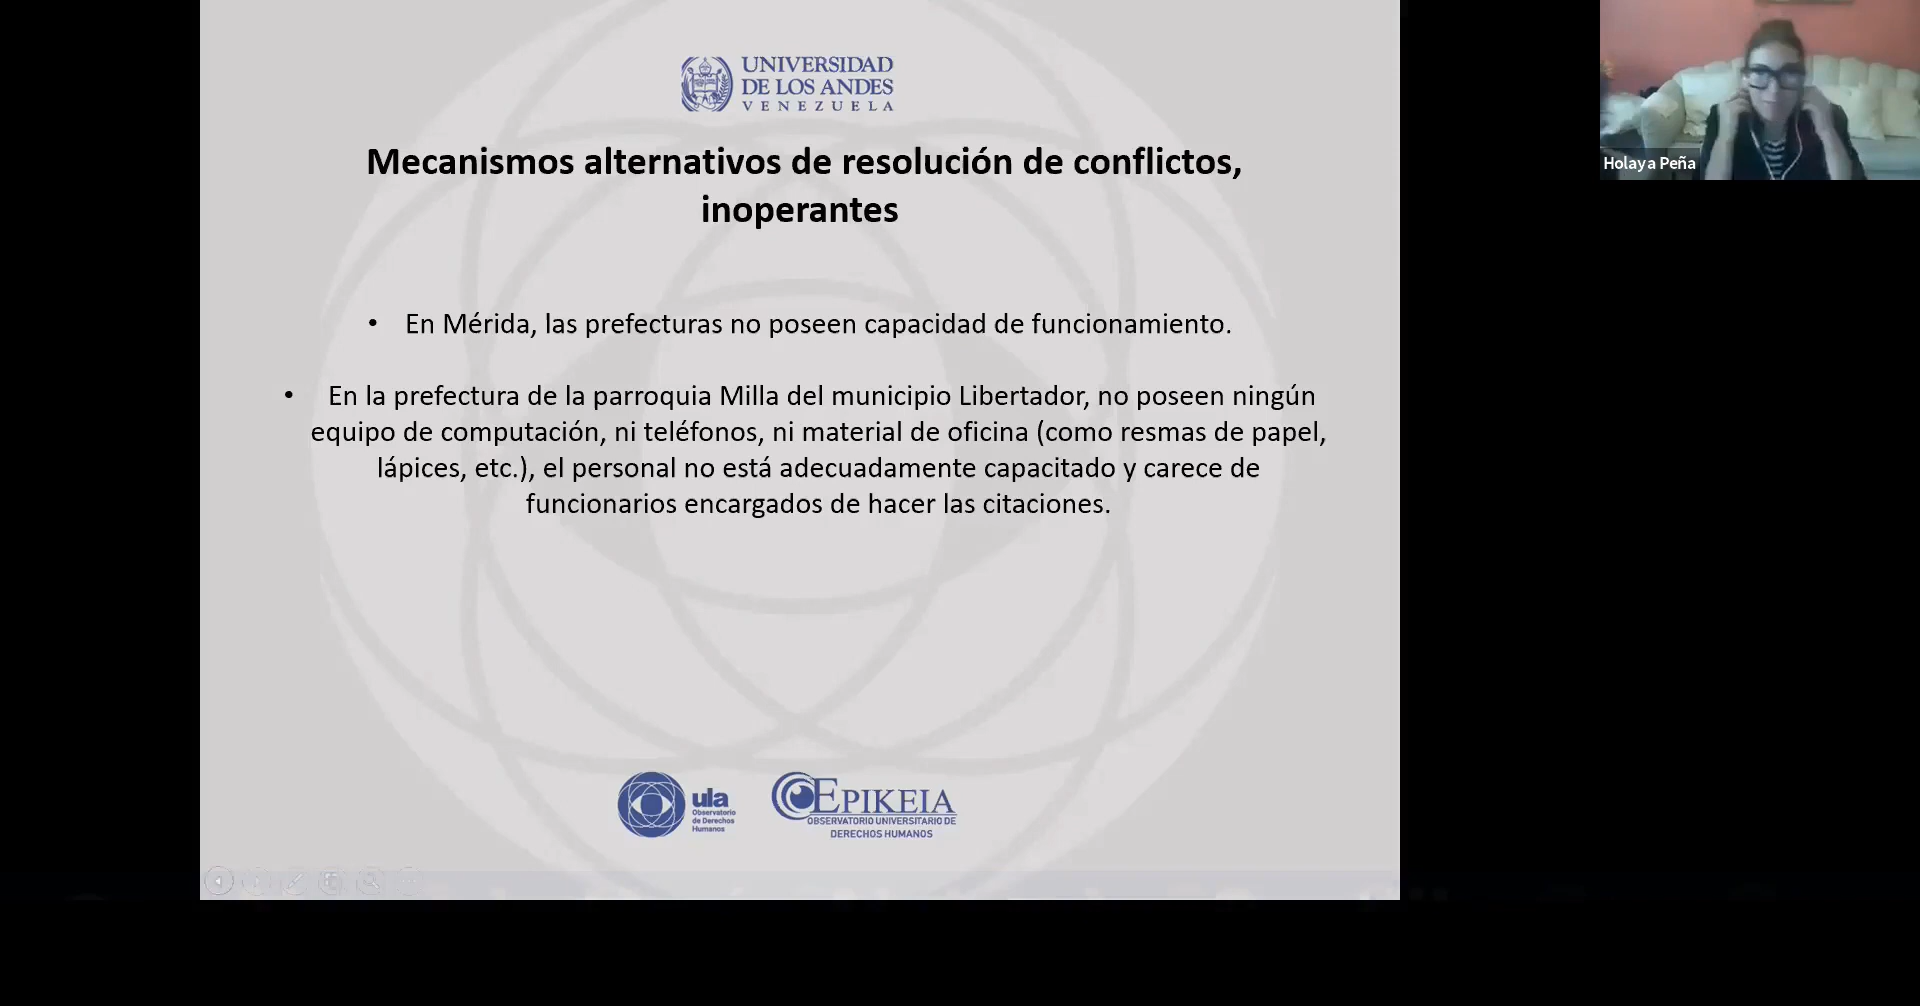 UNIVERSIDAD
DE LOS ANDES
VENEZUELA
Mecanismos alternativos de resolución de conflictos,
inoperantes
• En Mérida, las prefecturas no poseen capacidad de funcionamiento.
• En la prefectura de la parroquia Milla del municipio Libertador, no poseen ningún
equipo de computación, ni teléfonos, ni material de oficina (como resmas de papel,
lápices, etc.), el personal no está adecuadamente capacitado y carece de
funcionarios encargados de hacer las citaciones.
ula
Observatorio
de Derechos
Humanos
EPIKEIA
OBSERVATORIO UNIVERSITARIO DE
DERECHOS HUMANOS
Holaya Peña